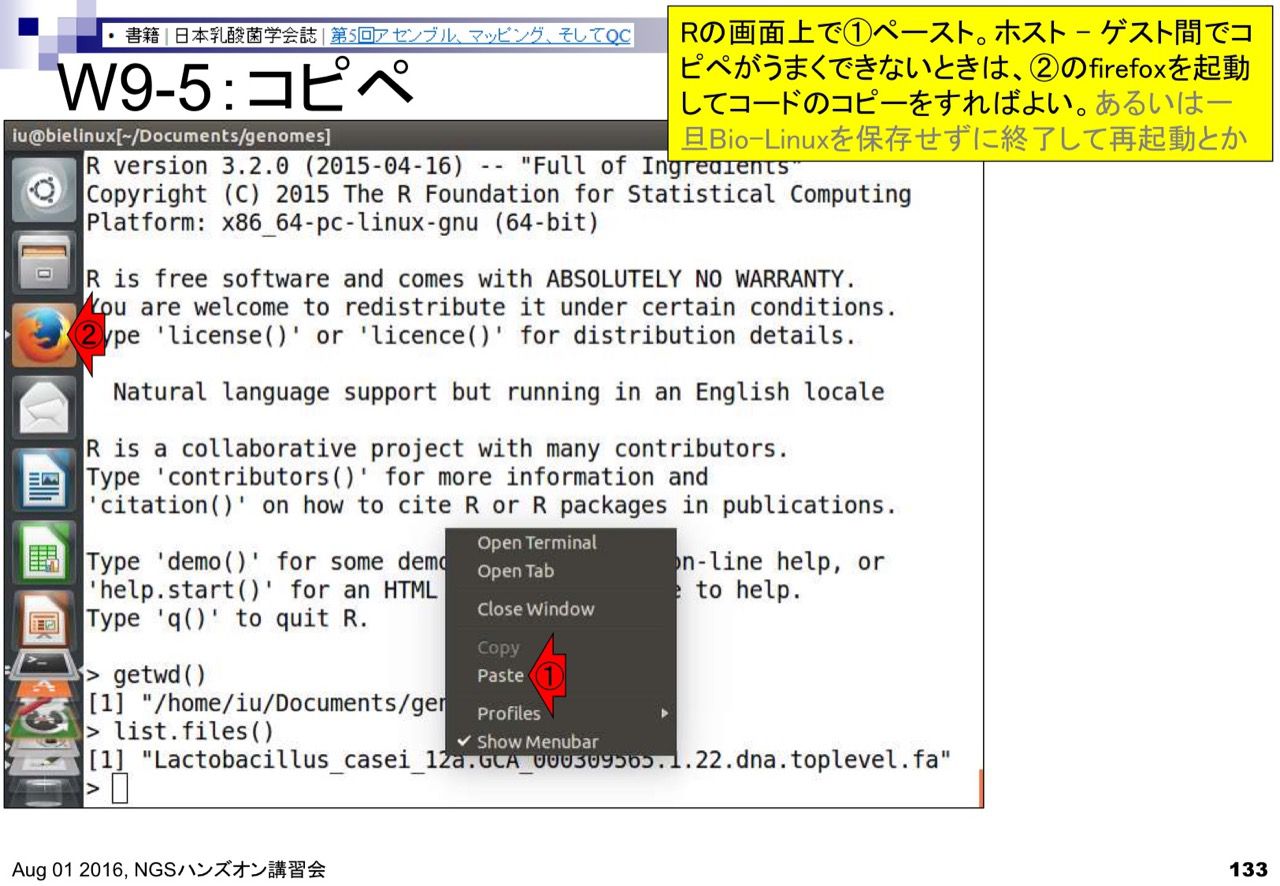 ・ 書籍 | 日本乳酸菌学会誌 | 第5回アセンブル、マッピング、そしてQC
W9-5：コピペ
Rの画面上で①ペースト。ホスト – ゲスト間でコ
ピペがうまくできないときは、②のfirefoxを起動
してコードのコピーをすればよい。あるいは一
旦Bio-Linuxを保存せずに終了して再起動とか
iu@bielinux[~/Documents/genomes]
R version 3.2.0 (2015-04-16) -- "Full of Ingredients"
Copyright (C) 2015 The R Foundation for Statistical Computing
Platform: x86_64-pc-linux-gnu (64-bit)
R is free software and comes with ABSOLUTELY NO WARRANTY.
You are welcome to redistribute it under certain conditions.
②
ype 'license()' or 'licence()' for distribution details.
Natural language support but running in an English locale
R is a collaborative project with many contributors.
Type 'contributors()' for more information and
'citation()' on how to cite R or R packages in publications.
Type 'demo()' for some demo on-line help, or
'help.start()' for an HTML to help.
Type 'q()' to quit R.
Open Terminal
Open Tab
Close Window
Copy
Paste ①
Profiles
Show Menubar
> getwd()
[1] "/home/iu/Documents/gen
> list.files()
[1] "Lactobacillus_casei_12a.GCA_000309565.1.22.dna.toplevel.fa"
>
Aug 01 2016, NGSハンズオン講習会
133